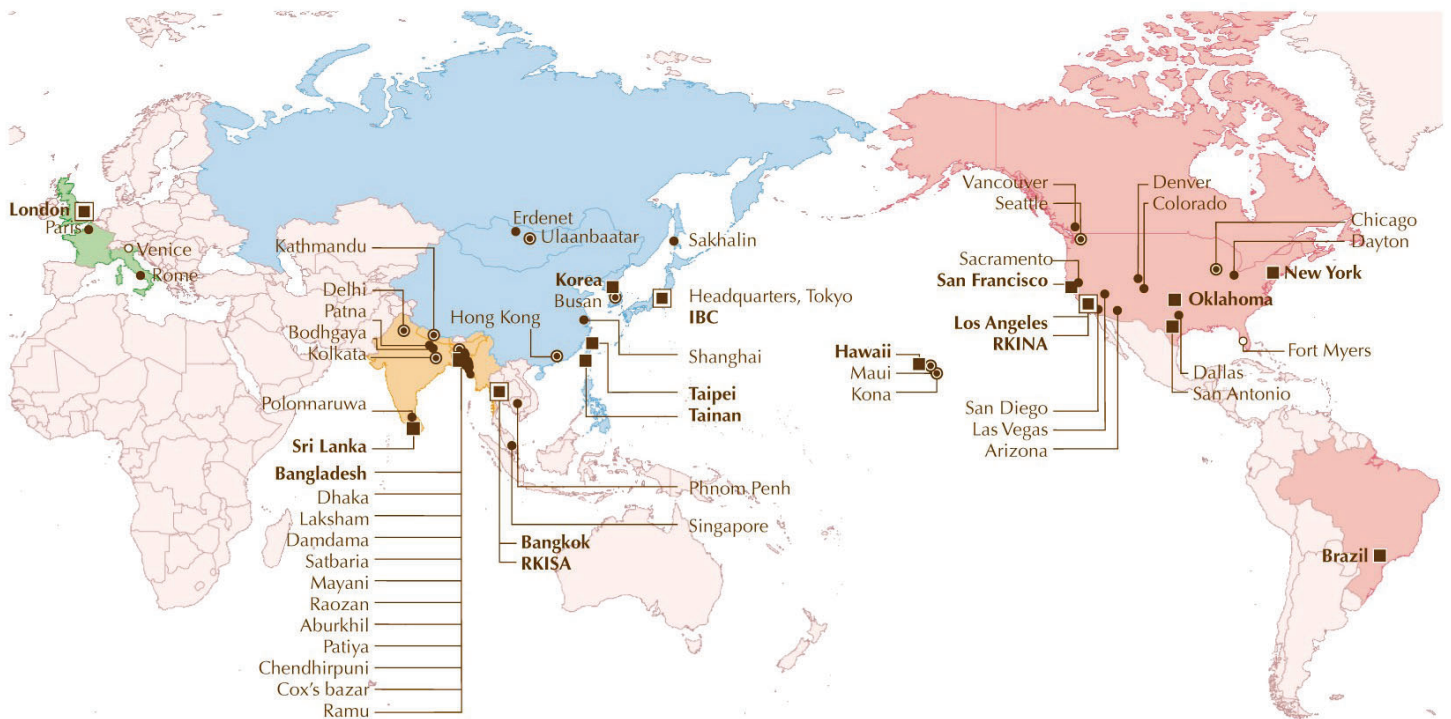 London
Paris
Venice
Rome
Kathmandu
Delhi
Patna
Bodhgaya
Kolkata
Polonnaruwa
Sri Lanka
Bangladesh
Dhaka
Laksham
Damdama
Satbaria
Mayani
Raozan
Aburkhil
Patiya
Chendhirpuni
Cox's bazar
Ramu
Erdenet
Ulaanbaatar
Sakhalin
Korea
Busan
Headquarters, Tokyo
IBC
Hong Kong
Shanghai
Taipei
Tainan
Phnom Penh
Singapore
Bangkok
RKISA
Hawaii
Maui
Kona
Vancouver
Seattle
Denver
Colorado
Chicago
Dayton
Sacramento
San Francisco
New York
Oklahoma
Los Angeles
RKINA
Fort Myers
Dallas
San Antonio
San Diego
Las Vegas
Arizona
Brazil